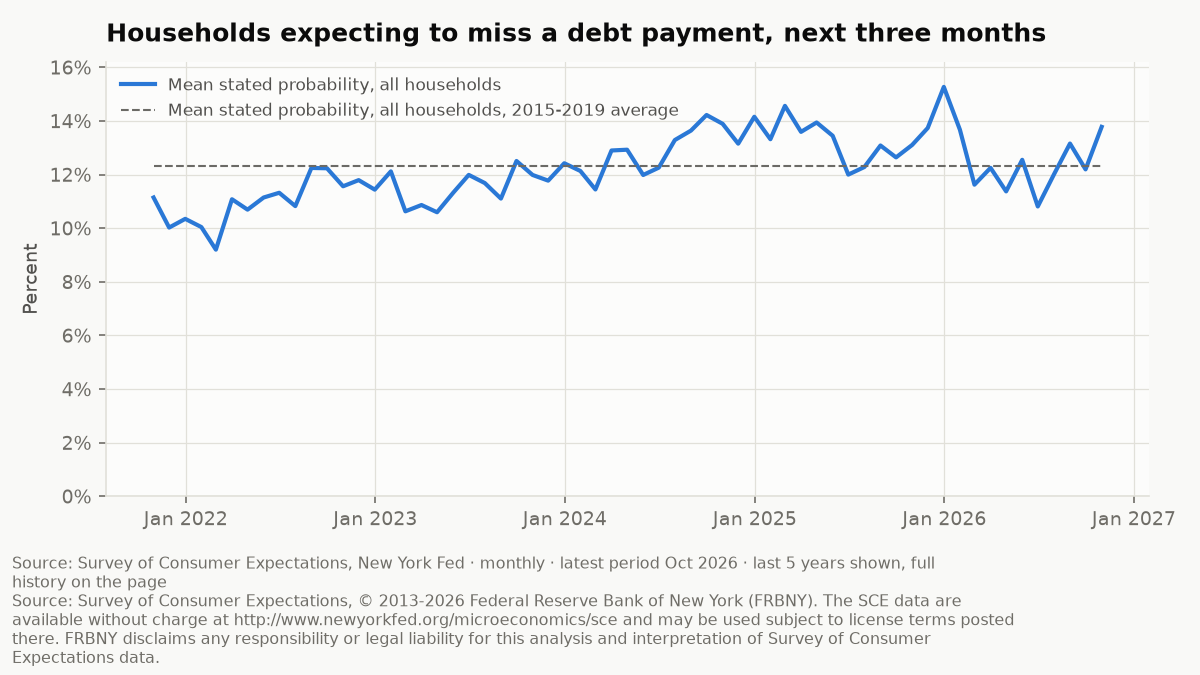 Households expecting to miss a debt payment, next three months
Mean stated probability, all households
Mean stated probability, all households, 2015-2019 average
Percent
16%
14%
12%
10%
8%
6%
4%
2%
0%
Jan 2022
Jan 2023
Jan 2024
Jan 2025
Jan 2026
Jan 2027
Source: Survey of Consumer Expectations, New York Fed · monthly · latest period Oct 2026 · last 5 years shown, full
history on the page
Source: Survey of Consumer Expectations, © 2013-2026 Federal Reserve Bank of New York (FRBNY). The SCE data are
available without charge at http://www.newyorkfed.org/microeconomics/sce and may be used subject to license terms posted
there. FRBNY disclaims any responsibility or legal liability for this analysis and interpretation of Survey of Consumer
Expectations data.